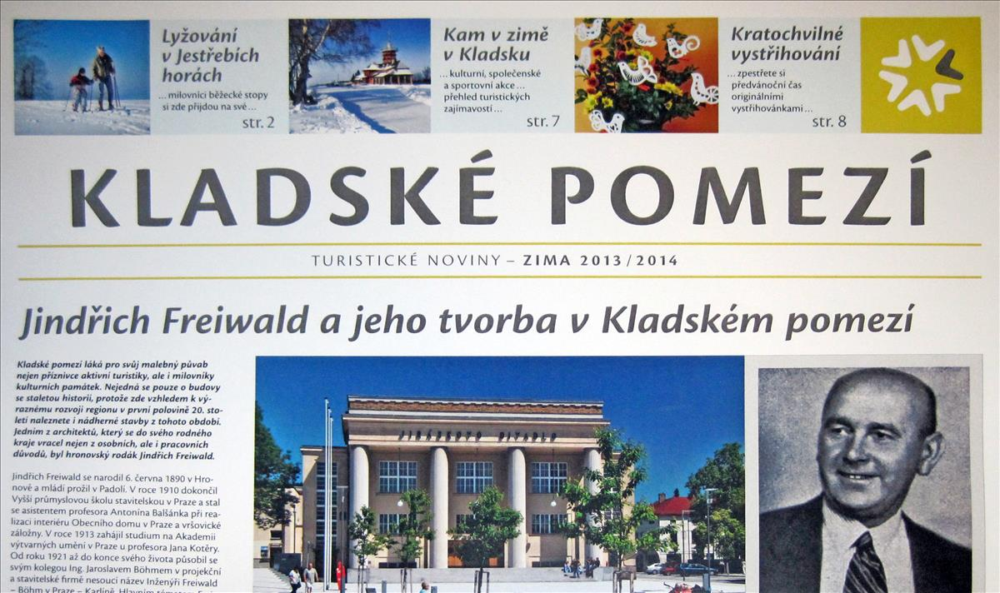 Lyžování
v Jestřebích
horách
...milovníci běžecké stopy
si zde přijdou na své...
str. 2
Kam v zimě
v Kladsku
...kulturní, společenské
a sportovní akce...
přehled turistických
zajímavostí...
str. 7
Kratochvilné
vystřihování
...zpestřete si
předvánoční čas
originálními
vystřihovánkami...
str. 8
KLADSKÉ POMEZÍ
TURISTICKÉ NOVINY – ZIMA 2013/2014
Jindřich Freiwald a jeho tvorba v Kladském pomezí
Kladské pomezí láká pro svůj malebný půvab
nejen příznivce aktivní turistiky, ale i milovníky
kulturních památek. Nejedná se pouze o budovy
se staletou historií, protože zde vzhledem k vý-
raznému rozvoji regionu v první polovině 20. sto-
letí naleznete i nádherné stavby z tohoto období.
Jedním z architektů, který se do svého rodného
kraje vracel nejen z osobních, ale i pracovních
důvodů, byl hronovský rodák Jindřich Freiwald.
Jindřich Freiwald se narodil 6. června 1890 v Hro-
nově a mládí prožil v Padolí. V roce 1910 dokončil
Vyšší průmyslovou školu stavitelskou v Praze a stal
se asistentem profesora Antonína Balšánka při rea-
lizaci interiéru Obecního domu v Praze a vršovické
záložny. V roce 1913 zahájil studium na Akademii
výtvarných umění v Praze u profesora Jana Kotěry.
Od roku 1921 až do konce svého života působil se
svým kolegou Ing. Jaroslavem Böhmem v projekční
a stavitelské firmě nesoucí název Inženýři Freiwald
– Böhm v Praze – Karlíně. Hlavním tématem
JIRÁSKOVO DIVADLO